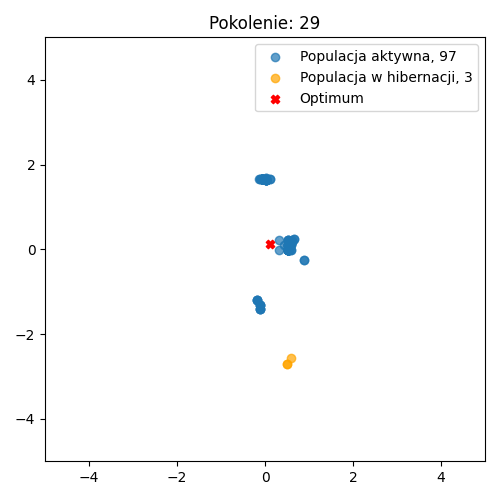 Pokolenie: 29
Populacja aktywna, 97
Populacja w hibernacji, 3
Optimum
4
2
0
−2
−4
−4
−2
0
2
4